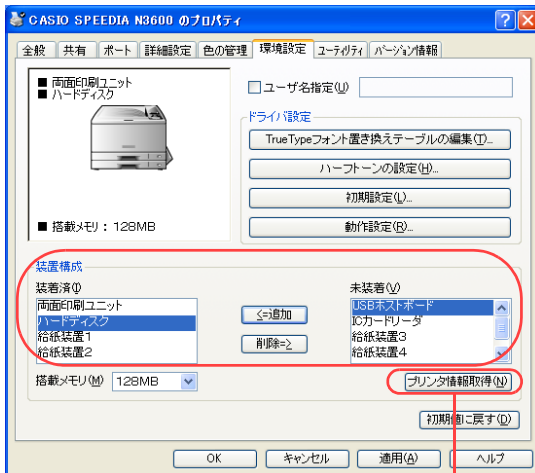 CASIO SPEEDIA N3600 のプロパティ
全般 共有 ポート 詳細設定 色の管理 環境設定 ユーティリティ バージョン情報
■ 両面印刷ユニット
■ ハードディスク
■ 搭載メモリ : 128MB
ユーザ名指定(U)
ドライバ設定
TrueTypeフォント置き換えテーブルの編集(T)...
ハーフトーンの設定(H)...
初期設定(L)...
動作設定(R)...
装置構成
装着済(I)
両面印刷ユニット
ハードディスク
給紙装置1
給紙装置2
<=追加
削除=>
未装着(V)
USBホストボード
ICカードリーダ
給紙装置3
給紙装置4
搭載メモリ(M) 128MB
プリンタ情報取得(N)
初期値に戻す(D)
OK キャンセル 適用(A) ヘルプ